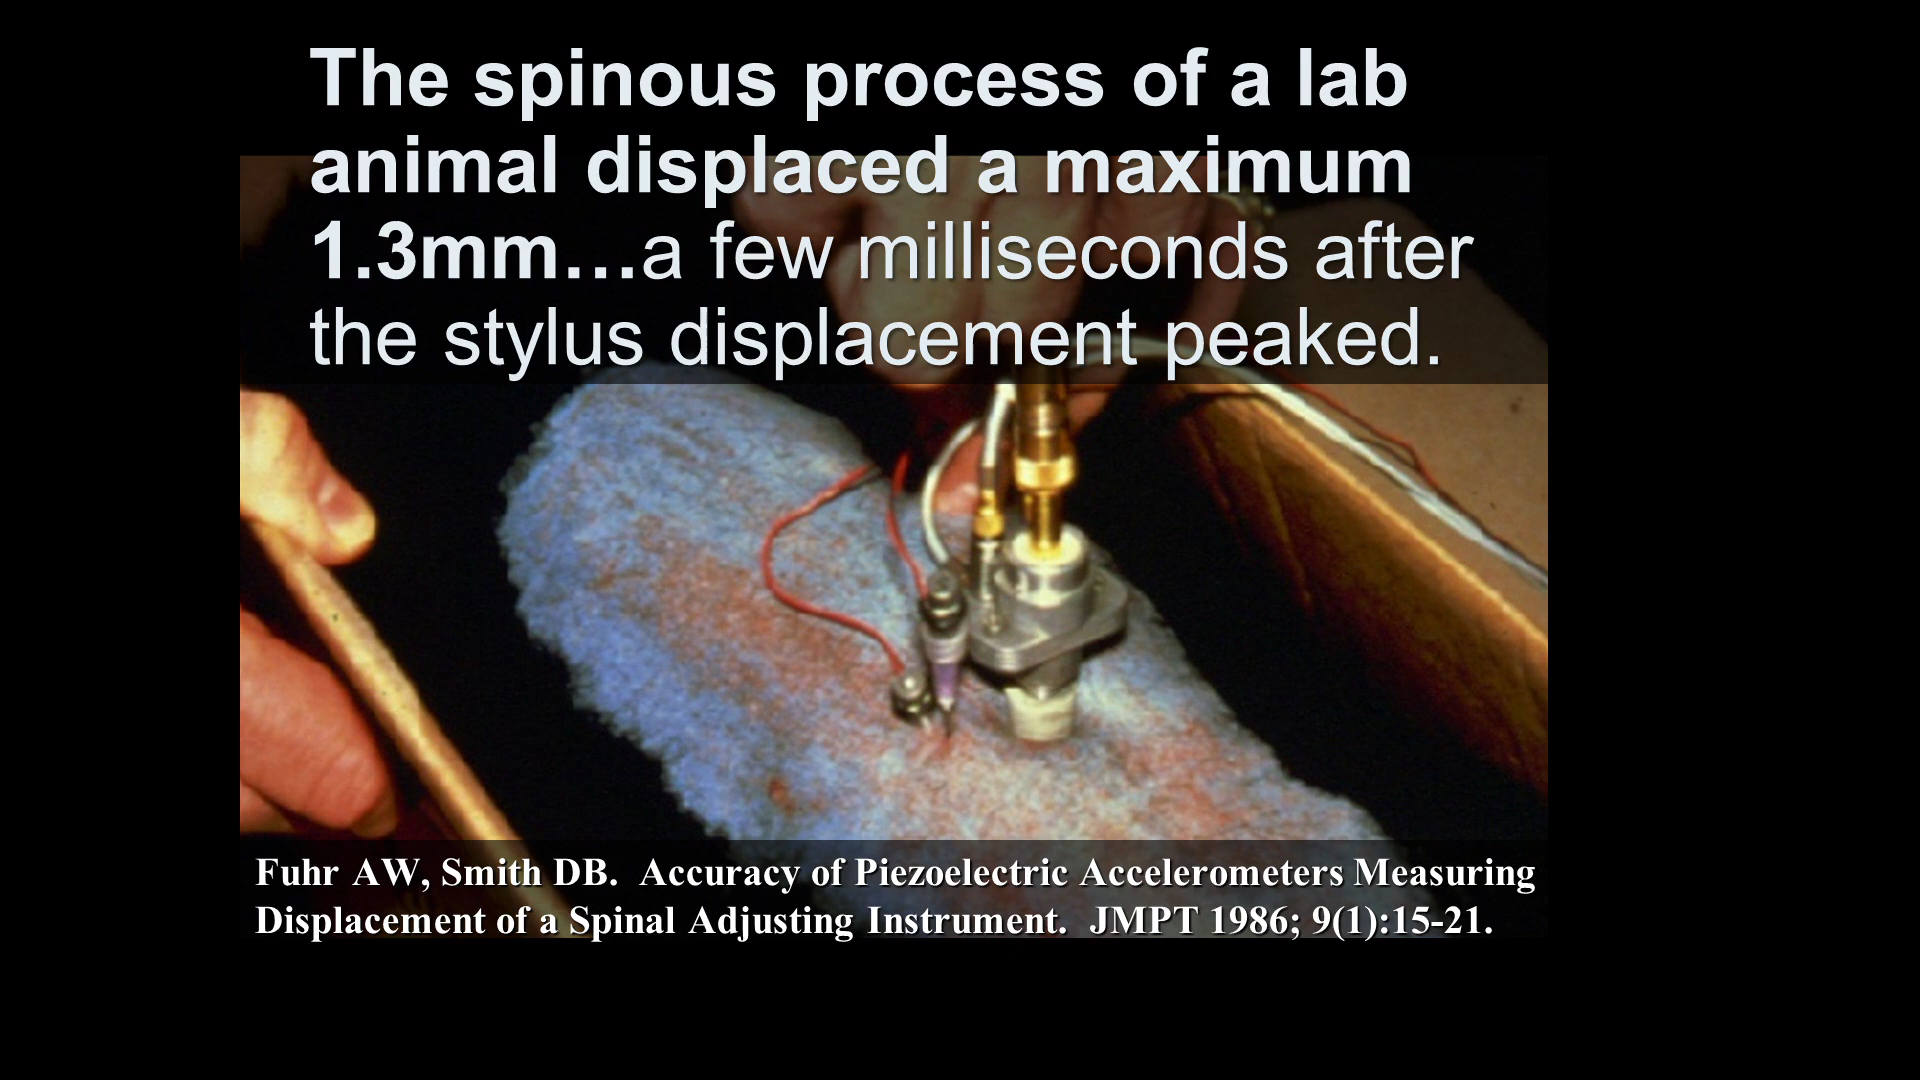 The spinous process of a lab
animal displaced a maximum
1.3mm…a few milliseconds after
the stylus displacement peaked.
Fuhr AW, Smith DB.  Accuracy of Piezoelectric Accelerometers Measuring
Displacement of a Spinal Adjusting Instrument.  JMPT 1986; 9(1):15-21.